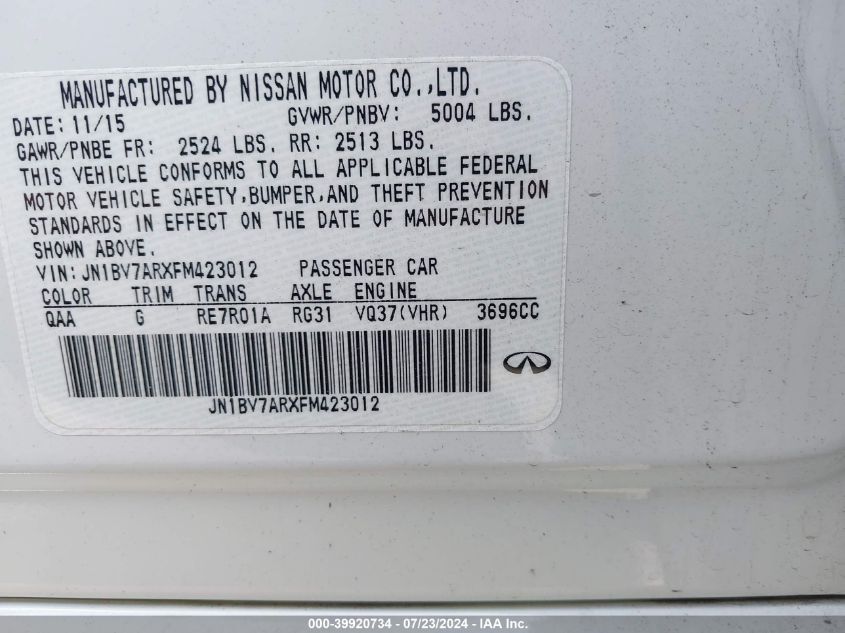 MANUFACTURED BY NISSAN MOTOR CO.,LTD.
DATE: 11/15 GVWR/PNBV: 5004 LBS.
GAWR/PNBE FR: 2524 LBS. RR: 2513 LBS.
THIS VEHICLE CONFORMS TO ALL APPLICABLE FEDERAL
MOTOR VEHICLE SAFETY,BUMPER,AND THEFT PREVENTION
STANDARDS IN EFFECT ON THE DATE OF MANUFACTURE
SHOWN ABOVE.
VIN: JN1BV7ARXFM423012 PASSENGER CAR
COLOR TRIM TRANS AXLE ENGINE
QAA G RE7R01A RG31 VQ37(VHR) 3696CC
JN1BV7ARXFM423012
000-39920734 - 07/23/2024 - IAA Inc.